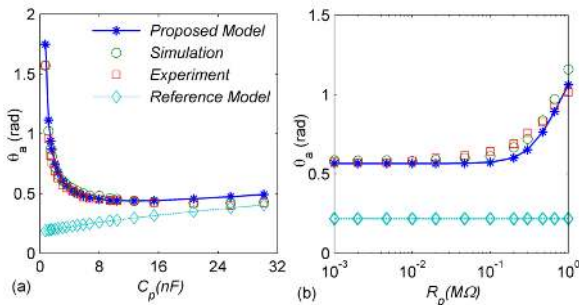 2
1.5
1
0.5
0
θa (rad)
Proposed Model
Simulation
Experiment
Reference Model
0 8 16 24 32
(a)
Cp(nF)
1.5
1
0.5
0
θa (rad)
10-3 10-2 10-1 100
(b)
Rp(MΩ)